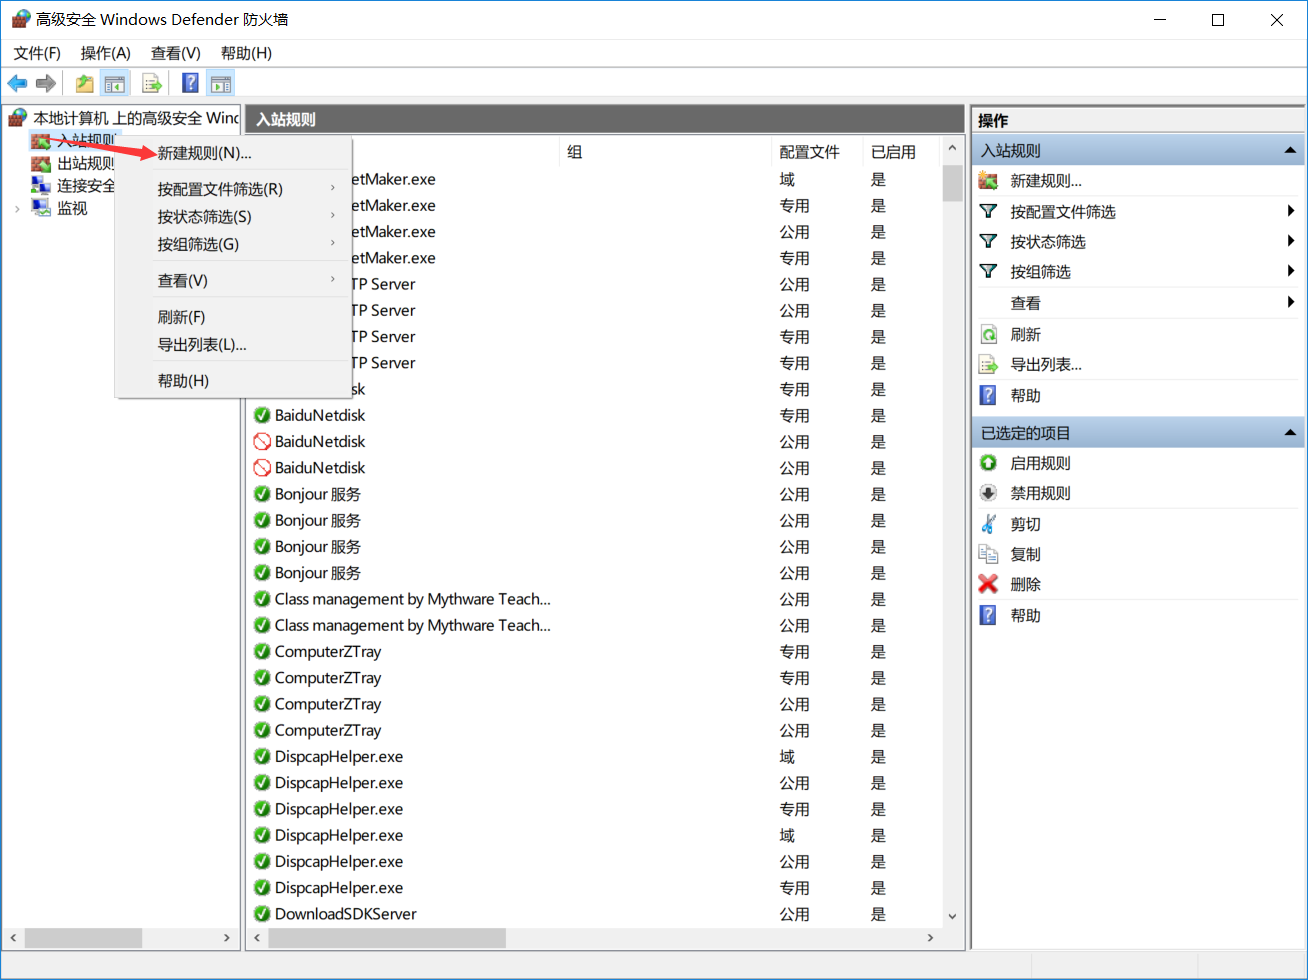 高级安全 Windows Defender 防火墙
文件(F) 操作(A) 查看(V) 帮助(H)
本地计算机 上的高级安全 Wind
入站规则
出站规则
连接安全
监视
新建规则(N)...
按配置文件筛选(R)
按状态筛选(S)
按组筛选(G)
查看(V)
刷新(F)
导出列表(L)...
帮助(H)
入站规则
组 配置文件 已启用
etMaker.exe 域 是
etMaker.exe 专用 是
etMaker.exe 公用 是
etMaker.exe 专用 是
TP Server 公用 是
TP Server 公用 是
TP Server 专用 是
TP Server 专用 是
sk 专用 是
BaiduNetdisk 专用 是
BaiduNetdisk 公用 是
BaiduNetdisk 公用 是
Bonjour 服务 公用 是
Bonjour 服务 公用 是
Bonjour 服务 公用 是
Bonjour 服务 公用 是
Class management by Mythware Teach... 公用 是
Class management by Mythware Teach... 公用 是
ComputerZTray 专用 是
ComputerZTray 专用 是
ComputerZTray 公用 是
ComputerZTray 公用 是
DispcapHelper.exe 域 是
DispcapHelper.exe 公用 是
DispcapHelper.exe 专用 是
DispcapHelper.exe 域 是
DispcapHelper.exe 公用 是
DispcapHelper.exe 专用 是
DownloadSDKServer 公用 是
操作
入站规则
新建规则...
按配置文件筛选
按状态筛选
按组筛选
查看
刷新
导出列表...
帮助
已选定的项目
启用规则
禁用规则
剪切
复制
删除
帮助